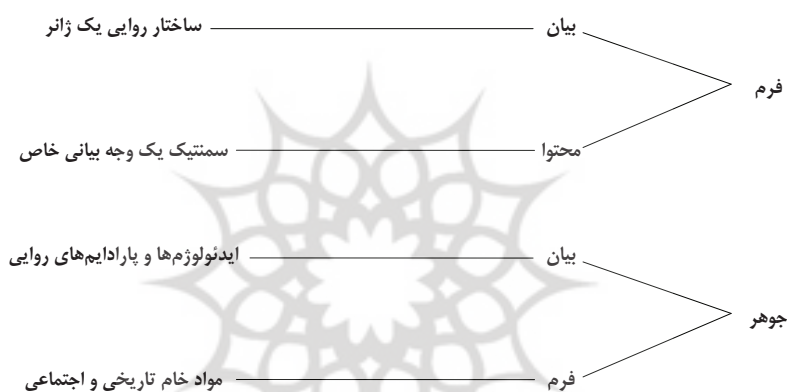 بیان ساختار روایی یک ژانر
فرم
محتوا سمنتیک یک وجه بیانی خاص
بیان ایدئولوژم‌ها و پارادایم‌های روایی
جوهر
فرم مواد خام تاریخی و اجتماعی